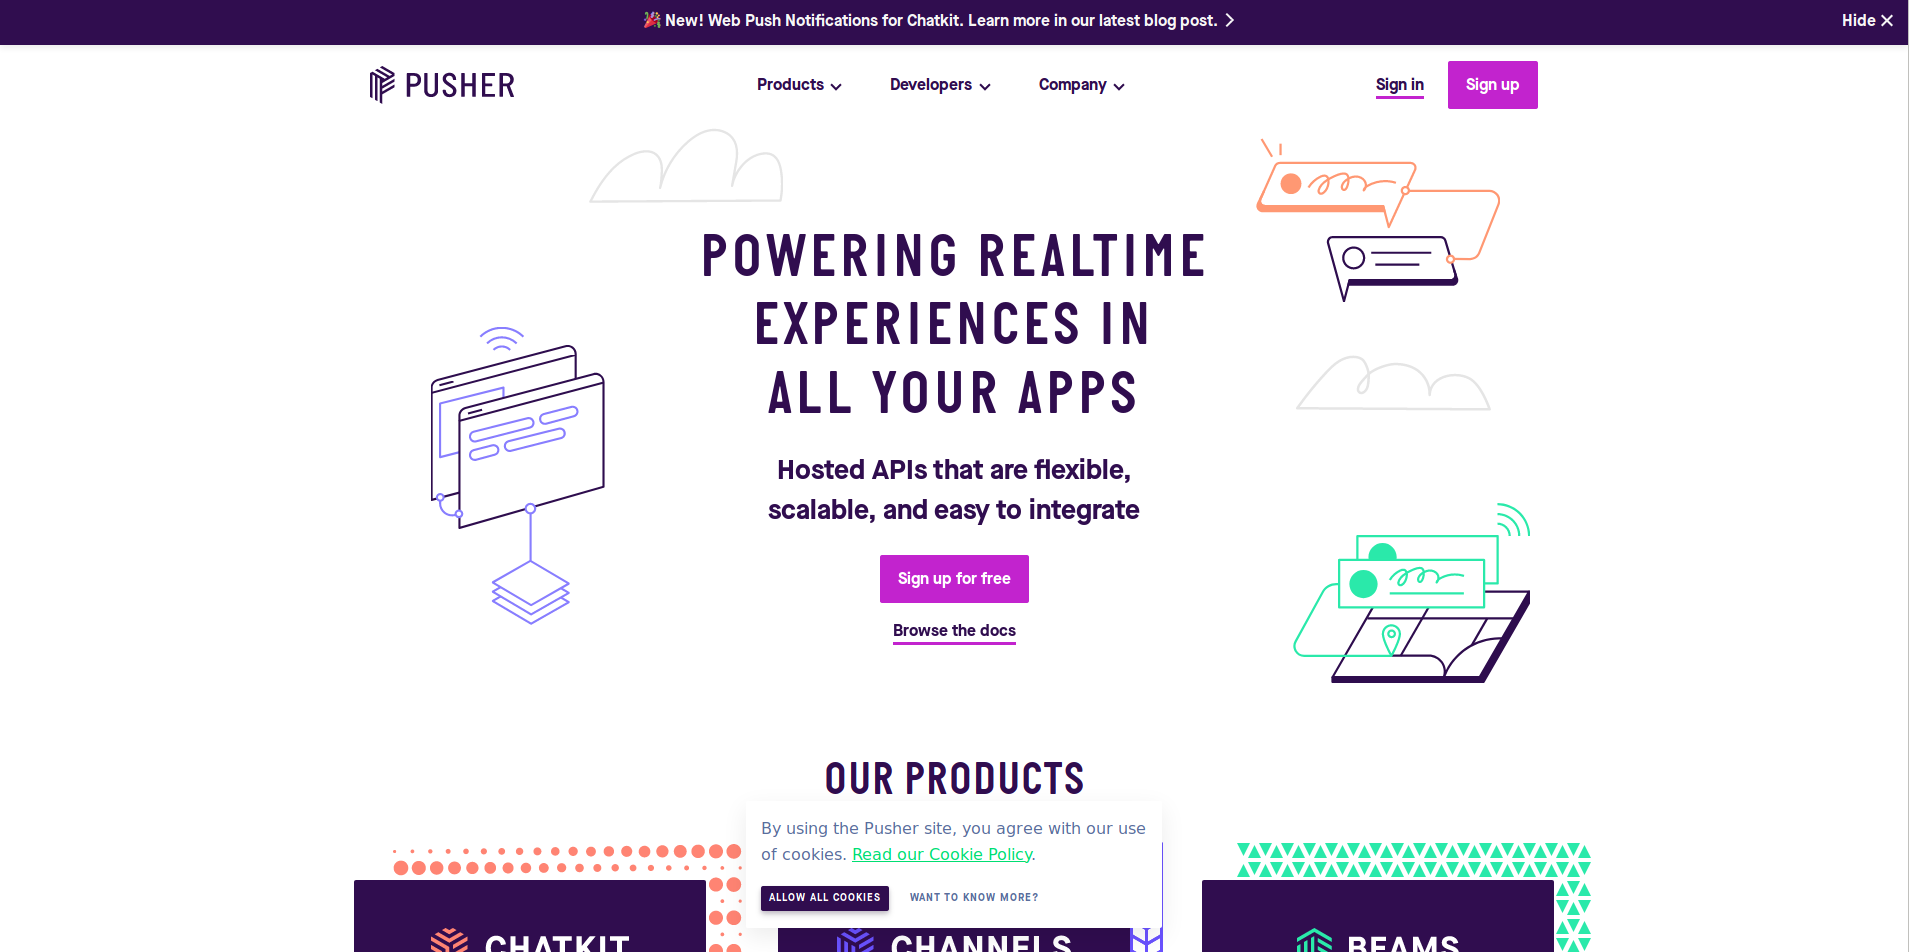 🎉 New! Web Push Notifications for Chatkit. Learn more in our latest blog post.
Hide
PUSHER
Products
Developers
Company
Sign in
Sign up
POWERING REALTIME
EXPERIENCES IN
ALL YOUR APPS
Hosted APIs that are flexible,
scalable, and easy to integrate
Sign up for free
Browse the docs
OUR PRODUCTS
By using the Pusher site, you agree with our use
of cookies. Read our Cookie Policy.
ALLOW ALL COOKIES
WANT TO KNOW MORE?
CHATKIT
CHANNELS
BEAMS